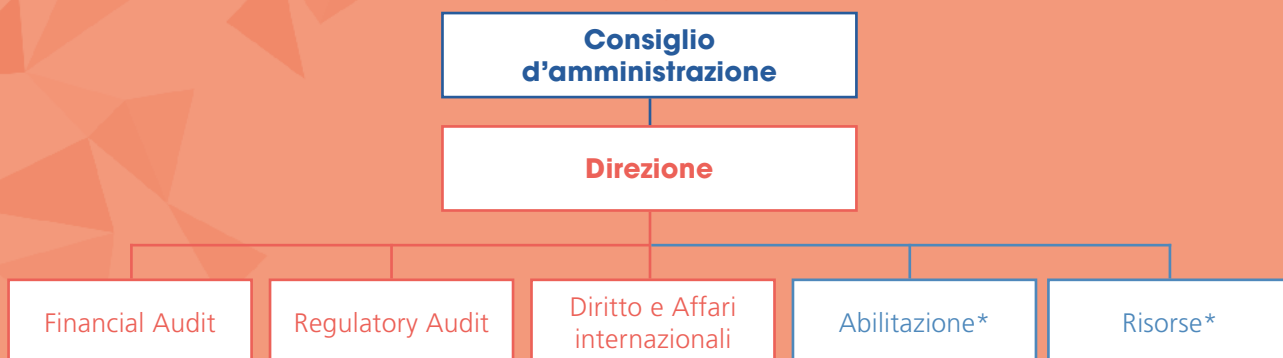 Consiglio
d’amministrazione
Direzione
Financial Audit
Regulatory Audit
Diritto e Affari
internazionali
Abilitazione*
Risorse*